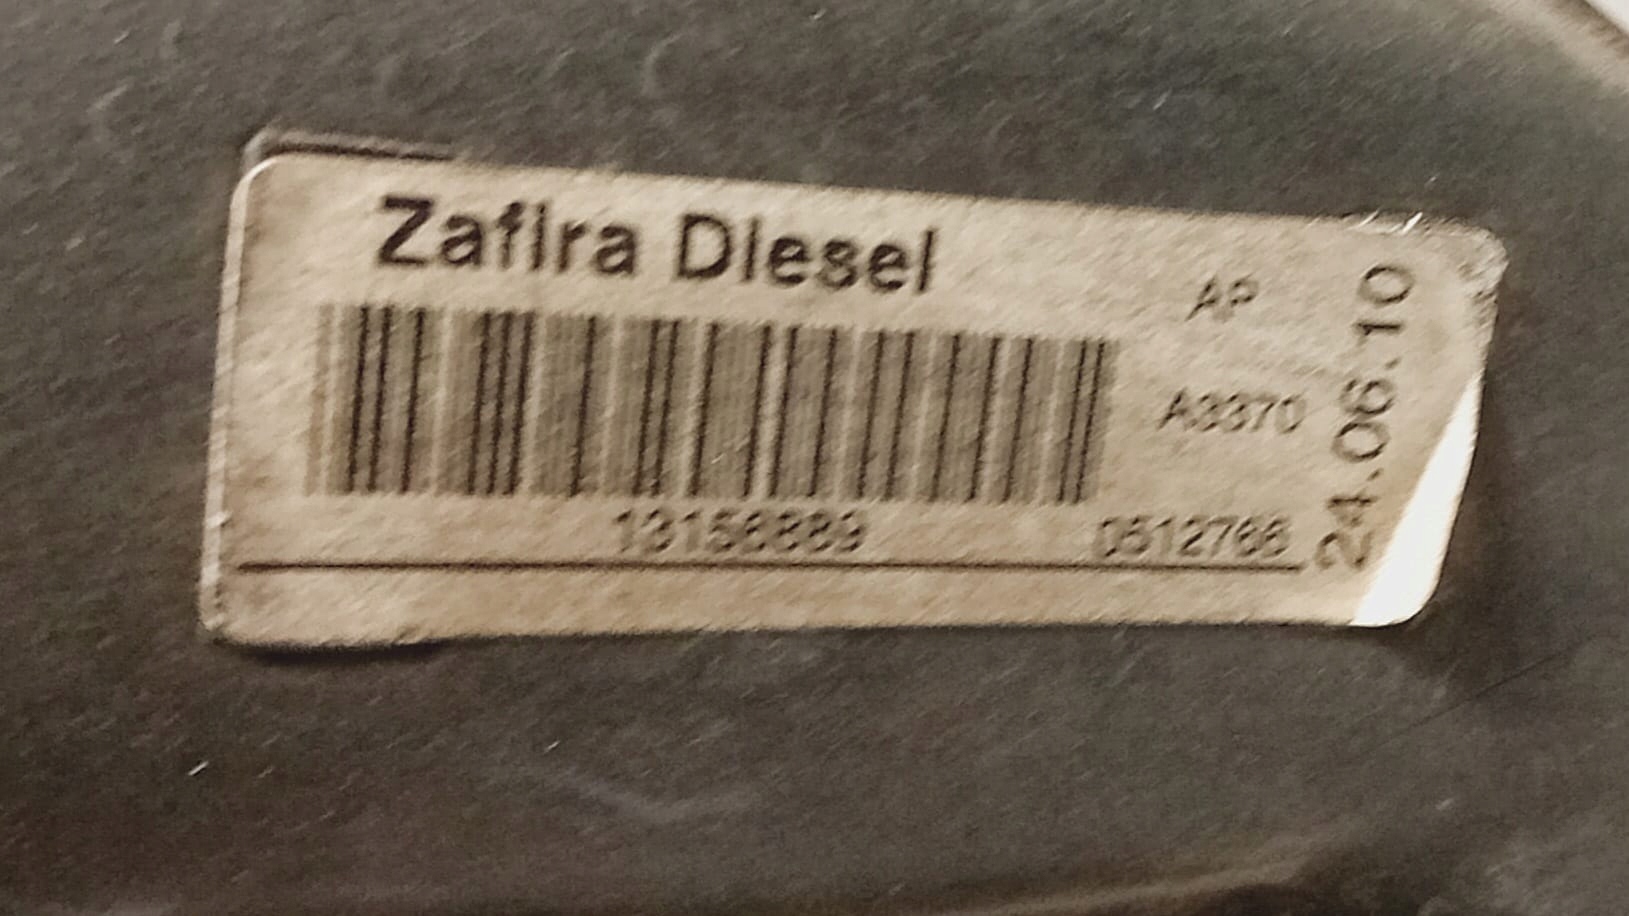 Zafira Diesel
AP
A3370
13156889
0512766
24.06.10